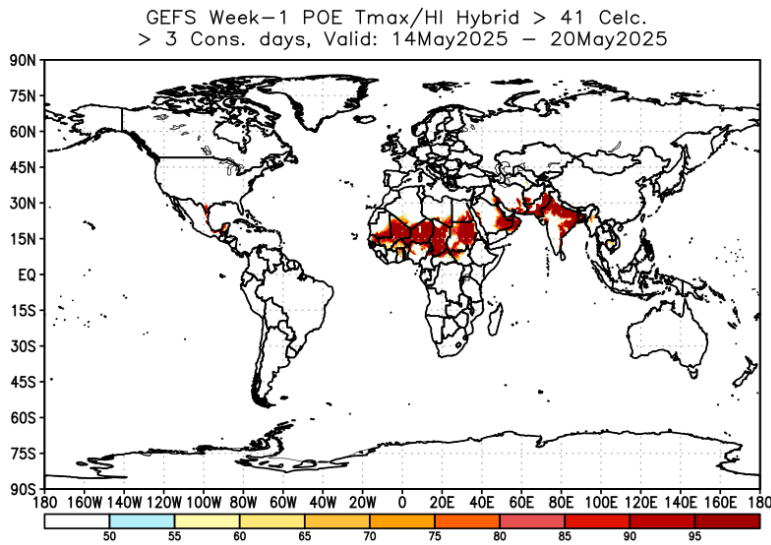 GEFS Week-1 POE Tmax/HI Hybrid > 41 Celc.
> 3 Cons. days, Valid: 14May2025 - 20May2025
90N
75N
60N
45N
30N
15N
EQ
15S
30S
45S
60S
75S
90S
180 160W 140W 120W 100W 80W 60W 40W 20W 0 20E 40E 60E 80E 100E 120E 140E 160E 180
50 55 60 65 70 75 80 85 90 95